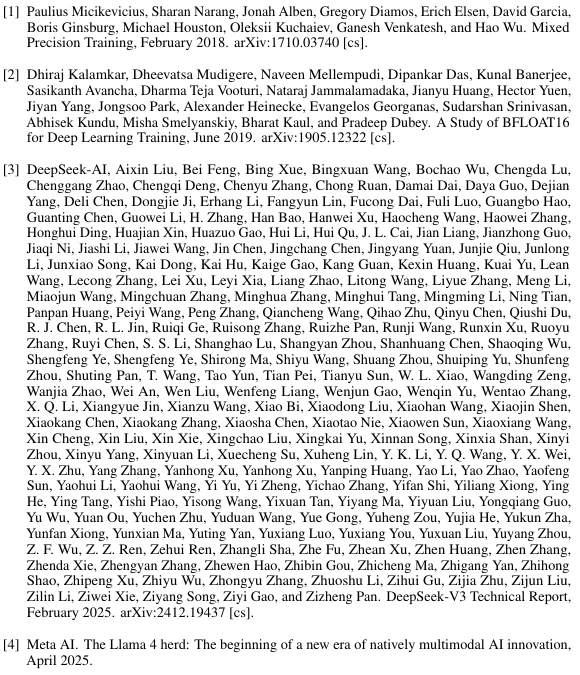 [1] Paulius Micikevicius, Sharan Narang, Jonah Alben, Gregory Diamos, Erich Elsen, David Garcia,
Boris Ginsburg, Michael Houston, Oleksii Kuchaiev, Ganesh Venkatesh, and Hao Wu. Mixed
Precision Training, February 2018. arXiv:1710.03740 [cs].
[2] Dhiraj Kalamkar, Dheevatsa Mudigere, Naveen Mellempudi, Dipankar Das, Kunal Banerjee,
Sasikanth Avancha, Dharma Teja Vooturi, Nataraj Jammalamadaka, Jianyu Huang, Hector Yuen,
Jiyan Yang, Jongsoo Park, Alexander Heinecke, Evangelos Georganas, Sudarshan Srinivasan,
Abhisek Kundu, Misha Smelyanskiy, Bharat Kaul, and Pradeep Dubey. A Study of BFLOAT16
for Deep Learning Training, June 2019. arXiv:1905.12322 [cs].
[3] DeepSeek-AI, Aixin Liu, Bei Feng, Bing Xue, Bingxuan Wang, Bochao Wu, Chengda Lu,
Chenggang Zhao, Chengqi Deng, Chenyu Zhang, Chong Ruan, Damai Dai, Daya Guo, Dejian
Yang, Deli Chen, Dongjie Ji, Erhang Li, Fangyun Lin, Fucong Dai, Fuli Luo, Guangbo Hao,
Guanting Chen, Guowei Li, H. Zhang, Han Bao, Hanwei Xu, Haocheng Wang, Haowei Zhang,
Honghui Ding, Huajian Xin, Huazuo Gao, Hui Li, Hui Qu, J. L. Cai, Jian Liang, Jianzhong Guo,
Jiaqi Ni, Jiashi Li, Jiawei Wang, Jin Chen, Jingchang Chen, Jingyang Yuan, Junjie Qiu, Junlong
Li, Junxiao Song, Kai Dong, Kai Hu, Kaige Gao, Kang Guan, Kexin Huang, Kuai Yu, Lean
Wang, Lecong Zhang, Lei Xu, Leyi Xia, Liang Zhao, Litong Wang, Liyue Zhang, Meng Li,
Miaojun Wang, Mingchuan Zhang, Minghua Zhang, Minghui Tang, Mingming Li, Ning Tian,
Panpan Huang, Peiyi Wang, Peng Zhang, Qiancheng Wang, Qihao Zhu, Qinyu Chen, Qiushi Du,
R. J. Chen, R. L. Jin, Ruiqi Ge, Ruisong Zhang, Ruizhe Pan, Runji Wang, Runxin Xu, Ruoyu
Zhang, Ruyi Chen, S. S. Li, Shanghao Lu, Shangyan Zhou, Shanhuang Chen, Shaoqing Wu,
Shengfeng Ye, Shengfeng Ye, Shirong Ma, Shiyu Wang, Shuang Zhou, Shuiping Yu, Shunfeng
Zhou, Shuting Pan, T. Wang, Tao Yun, Tian Pei, Tianyu Sun, W. L. Xiao, Wangding Zeng,
Wanjia Zhao, Wei An, Wen Liu, Wenfeng Liang, Wenjun Gao, Wenqin Yu, Wentao Zhang,
X. Q. Li, Xiangyue Jin, Xianzu Wang, Xiao Bi, Xiaodong Liu, Xiaohan Wang, Xiaojin Shen,
Xiaokang Chen, Xiaokang Zhang, Xiaosha Chen, Xiaotao Nie, Xiaowen Sun, Xiaoxiang Wang,
Xin Cheng, Xin Liu, Xin Xie, Xingchao Liu, Xingkai Yu, Xinnan Song, Xinxia Shan, Xinyi
Zhou, Xinyu Yang, Xinyuan Li, Xuecheng Su, Xuheng Lin, Y. K. Li, Y. Q. Wang, Y. X. Wei,
Y. X. Zhu, Yang Zhang, Yanhong Xu, Yanhong Xu, Yanping Huang, Yao Li, Yao Zhao, Yaofeng
Sun, Yaohui Li, Yaohui Wang, Yi Yu, Yi Zheng, Yichao Zhang, Yifan Shi, Yiliang Xiong, Ying
He, Ying Tang, Yishi Piao, Yisong Wang, Yixuan Tan, Yiyang Ma, Yiyuan Liu, Yongqiang Guo,
Yu Wu, Yuan Ou, Yuchen Zhu, Yuduan Wang, Yue Gong, Yuheng Zou, Yujia He, Yukun Zha,
Yunfan Xiong, Yunxian Ma, Yuting Yan, Yuxiang Luo, Yuxiang You, Yuxuan Liu, Yuyang Zhou,
Z. F. Wu, Z. Z. Ren, Zehui Ren, Zhangli Sha, Zhe Fu, Zhean Xu, Zhen Huang, Zhen Zhang,
Zhenda Xie, Zhengyan Zhang, Zhewen Hao, Zhibin Gou, Zhicheng Ma, Zhigang Yan, Zhihong
Shao, Zhipeng Xu, Zhiyu Wu, Zhongyu Zhang, Zhuoshu Li, Zihui Gu, Zijia Zhu, Zijun Liu,
Zilin Li, Ziwei Xie, Ziyang Song, Ziyi Gao, and Zizheng Pan. DeepSeek-V3 Technical Report,
February 2025. arXiv:2412.19437 [cs].
[4] Meta AI. The Llama 4 herd: The beginning of a new era of natively multimodal AI innovation,
April 2025.